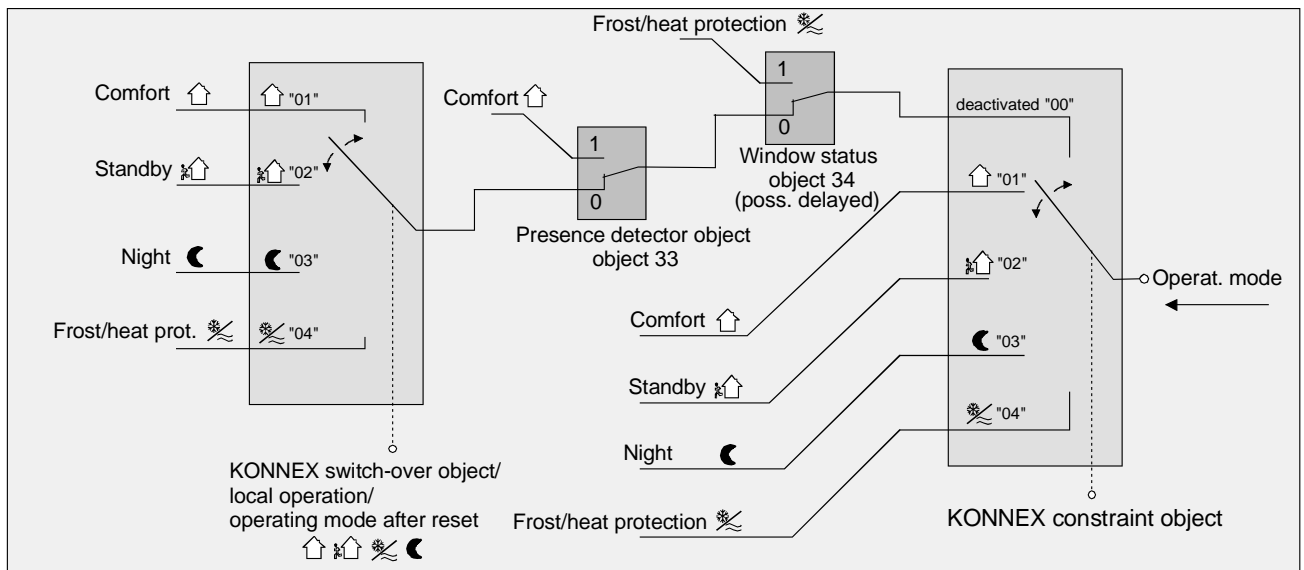 Frost/heat protection
Comfort
"01"
Standby
"02"
Night
"03"
Frost/heat prot.
"04"
KONNEX switch-over object/
local operation/
operating mode after reset
Comfort
1
0
Presence detector object
object 33
1
0
Window status
object 34
(poss. delayed)
deactivated "00"
"01"
"02"
"03"
"04"
Comfort
Standby
Night
Frost/heat protection
Operat. mode
KONNEX constraint object